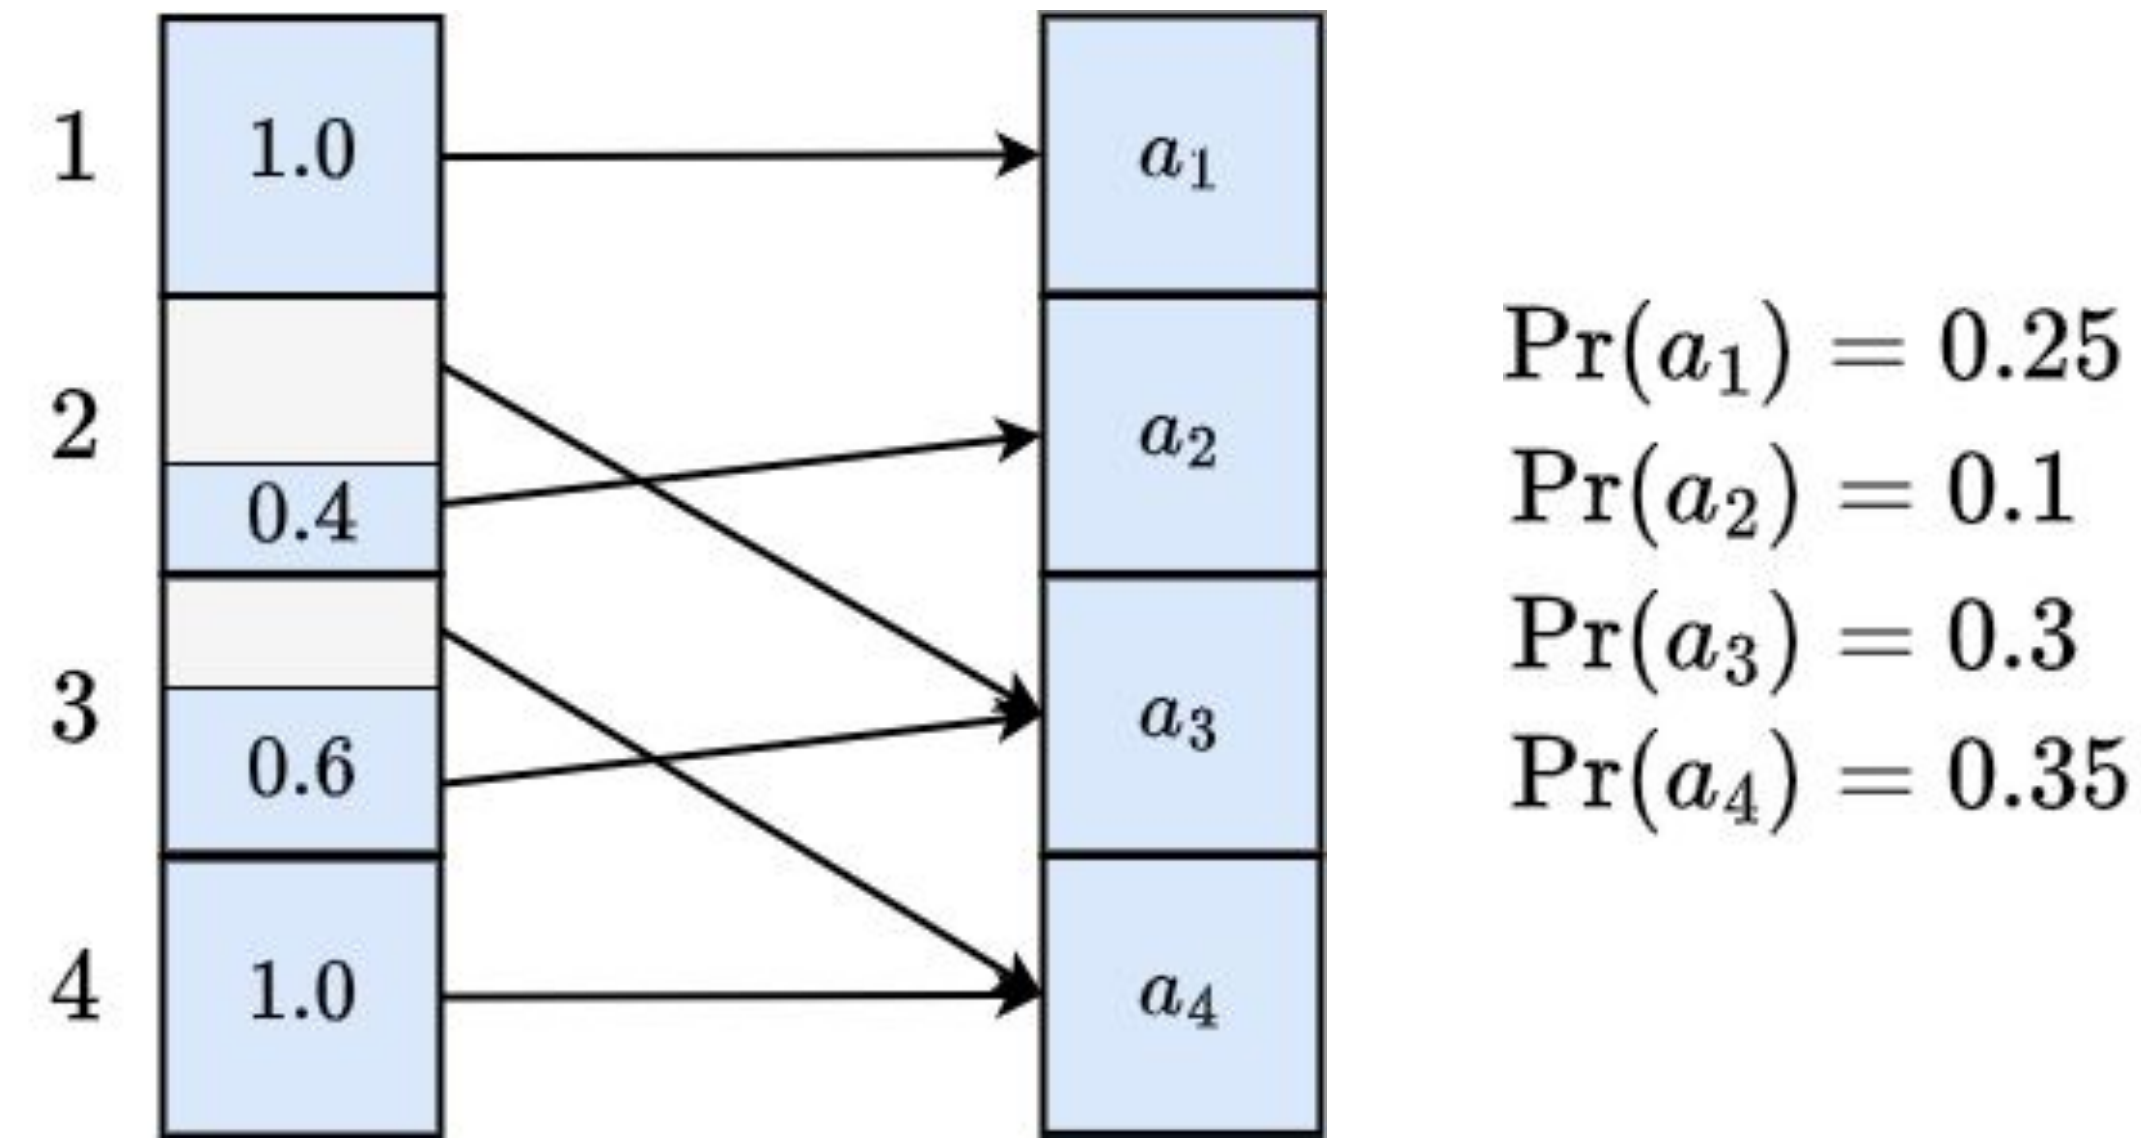 1 1.0 a₁
2 0.4 a₂
3 0.6 a₃
4 1.0 a₄
Pr(a₁) = 0.25
Pr(a₂) = 0.1
Pr(a₃) = 0.3
Pr(a₄) = 0.35